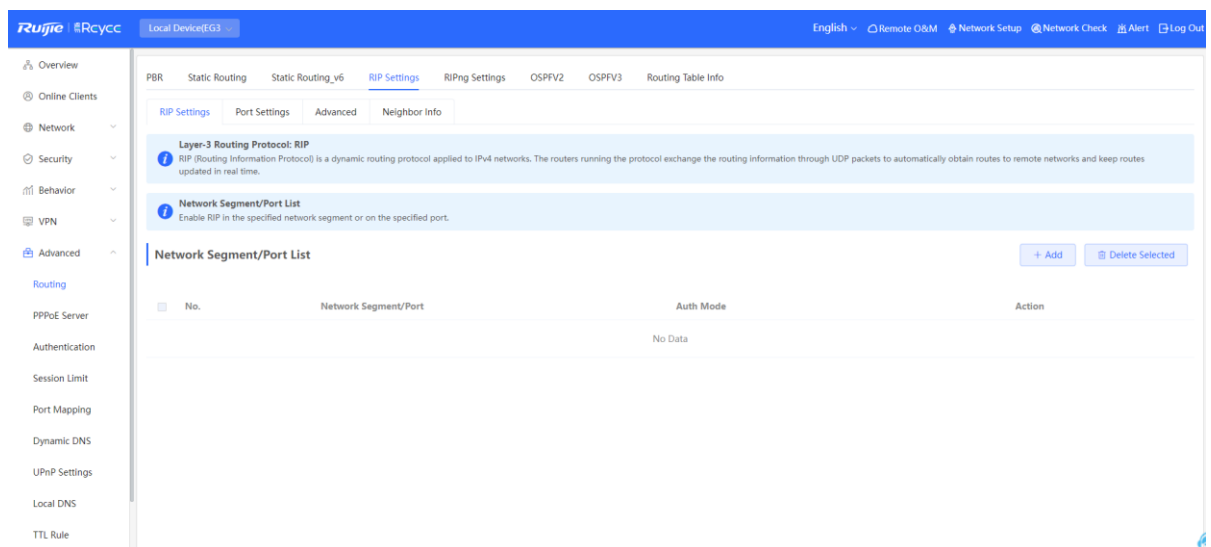 Ruijie Rcycc Local Device(EG3 English Remote O&M Network Setup Network Check Alert Log Out
Overview
Online Clients
Network
Security
Behavior
VPN
Advanced
Routing
PPPoE Server
Authentication
Session Limit
Port Mapping
Dynamic DNS
UPnP Settings
Local DNS
TTL Rule
PBR Static Routing Static Routing_v6 RIP Settings RIPng Settings OSPFV2 OSPFV3 Routing Table Info
RIP Settings Port Settings Advanced Neighbor Info
Layer-3 Routing Protocol: RIP
RIP (Routing Information Protocol) is a dynamic routing protocol applied to IPv4 networks. The routers running the protocol exchange the routing information through UDP packets to automatically obtain routes to remote networks and keep routes
updated in real time.
Network Segment/Port List
Enable RIP in the specified network segment or on the specified port.
Network Segment/Port List + Add Delete Selected
No. Network Segment/Port Auth Mode Action
No Data